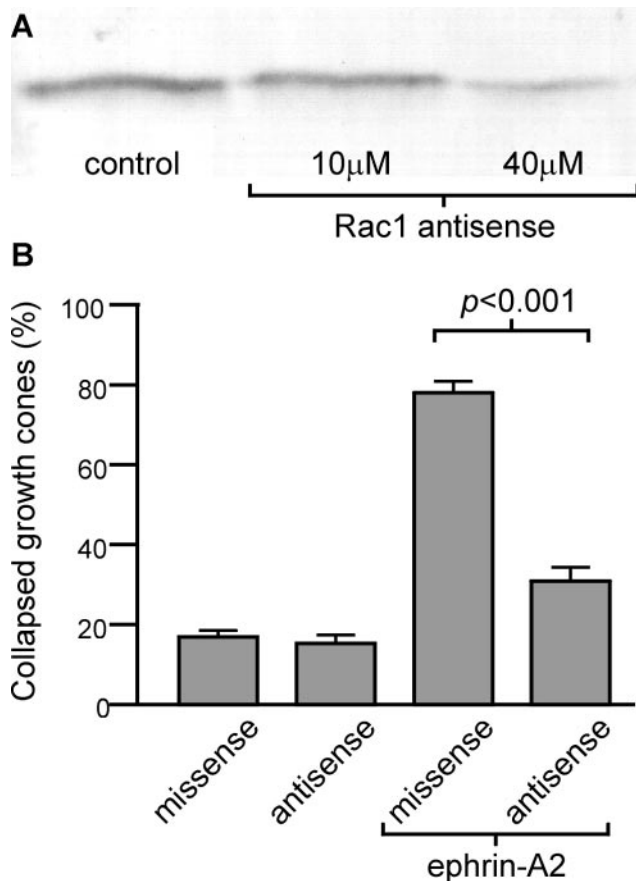 A
control 10µM 40µM
Rac1 antisense
B
p<0.001
Collapsed growth cones (%)
100
80
60
40
20
0
missense antisense missense antisense
ephrin-A2